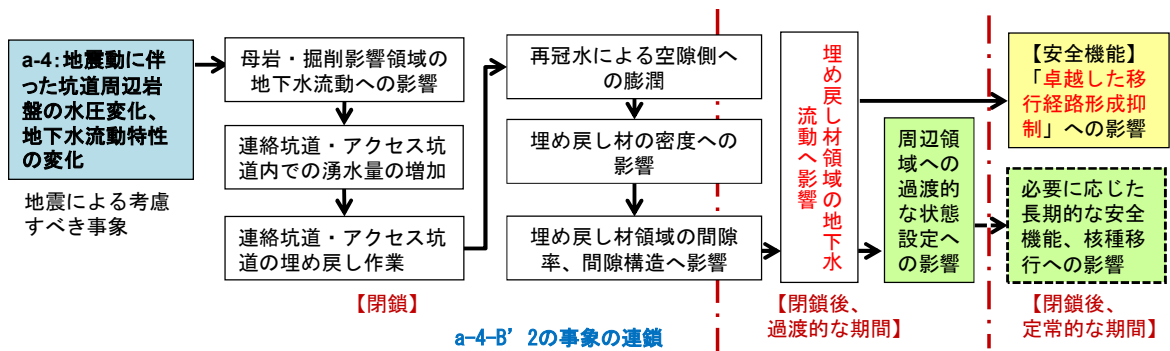 a-4:地震動に伴
った坑道周辺岩
盤の水圧変化、
地下水流動特性
の変化
地震による考慮
すべき事象
母岩・掘削影響領域の
地下水流動への影響
連絡坑道・アクセス坑
道内での湧水量の増加
連絡坑道・アクセス坑
道の埋め戻し作業
【閉鎖】
再冠水による空隙側へ
の膨潤
埋め戻し材の密度への
影響
埋め戻し材領域の間隙
率、間隙構造へ影響
埋め戻し材領域の地下水
流動へ影響
周辺領
域への
過渡的
な状態
設定へ
の影響
【閉鎖後、
過渡的な期間】
【安全機能】
「卓越した移
行経路形成抑
制」への影響
必要に応じた
長期的な安全
機能、核種移
行への影響
【閉鎖後、
定常的な期間】
a-4-B’2の事象の連鎖